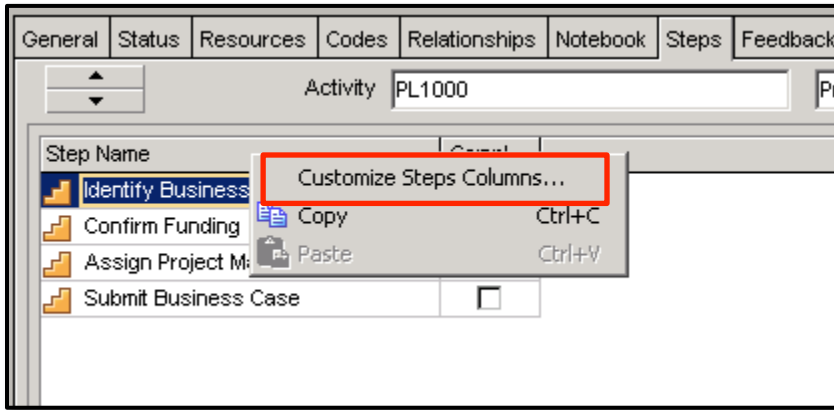 General Status Resources Codes Relationships Notebook Steps Feedback
Activity PL1000
Step Name
Identify Business
Customize Steps Columns...
Confirm Funding
Copy Ctrl+C
Assign Project
Paste Ctrl+V
Submit Business Case